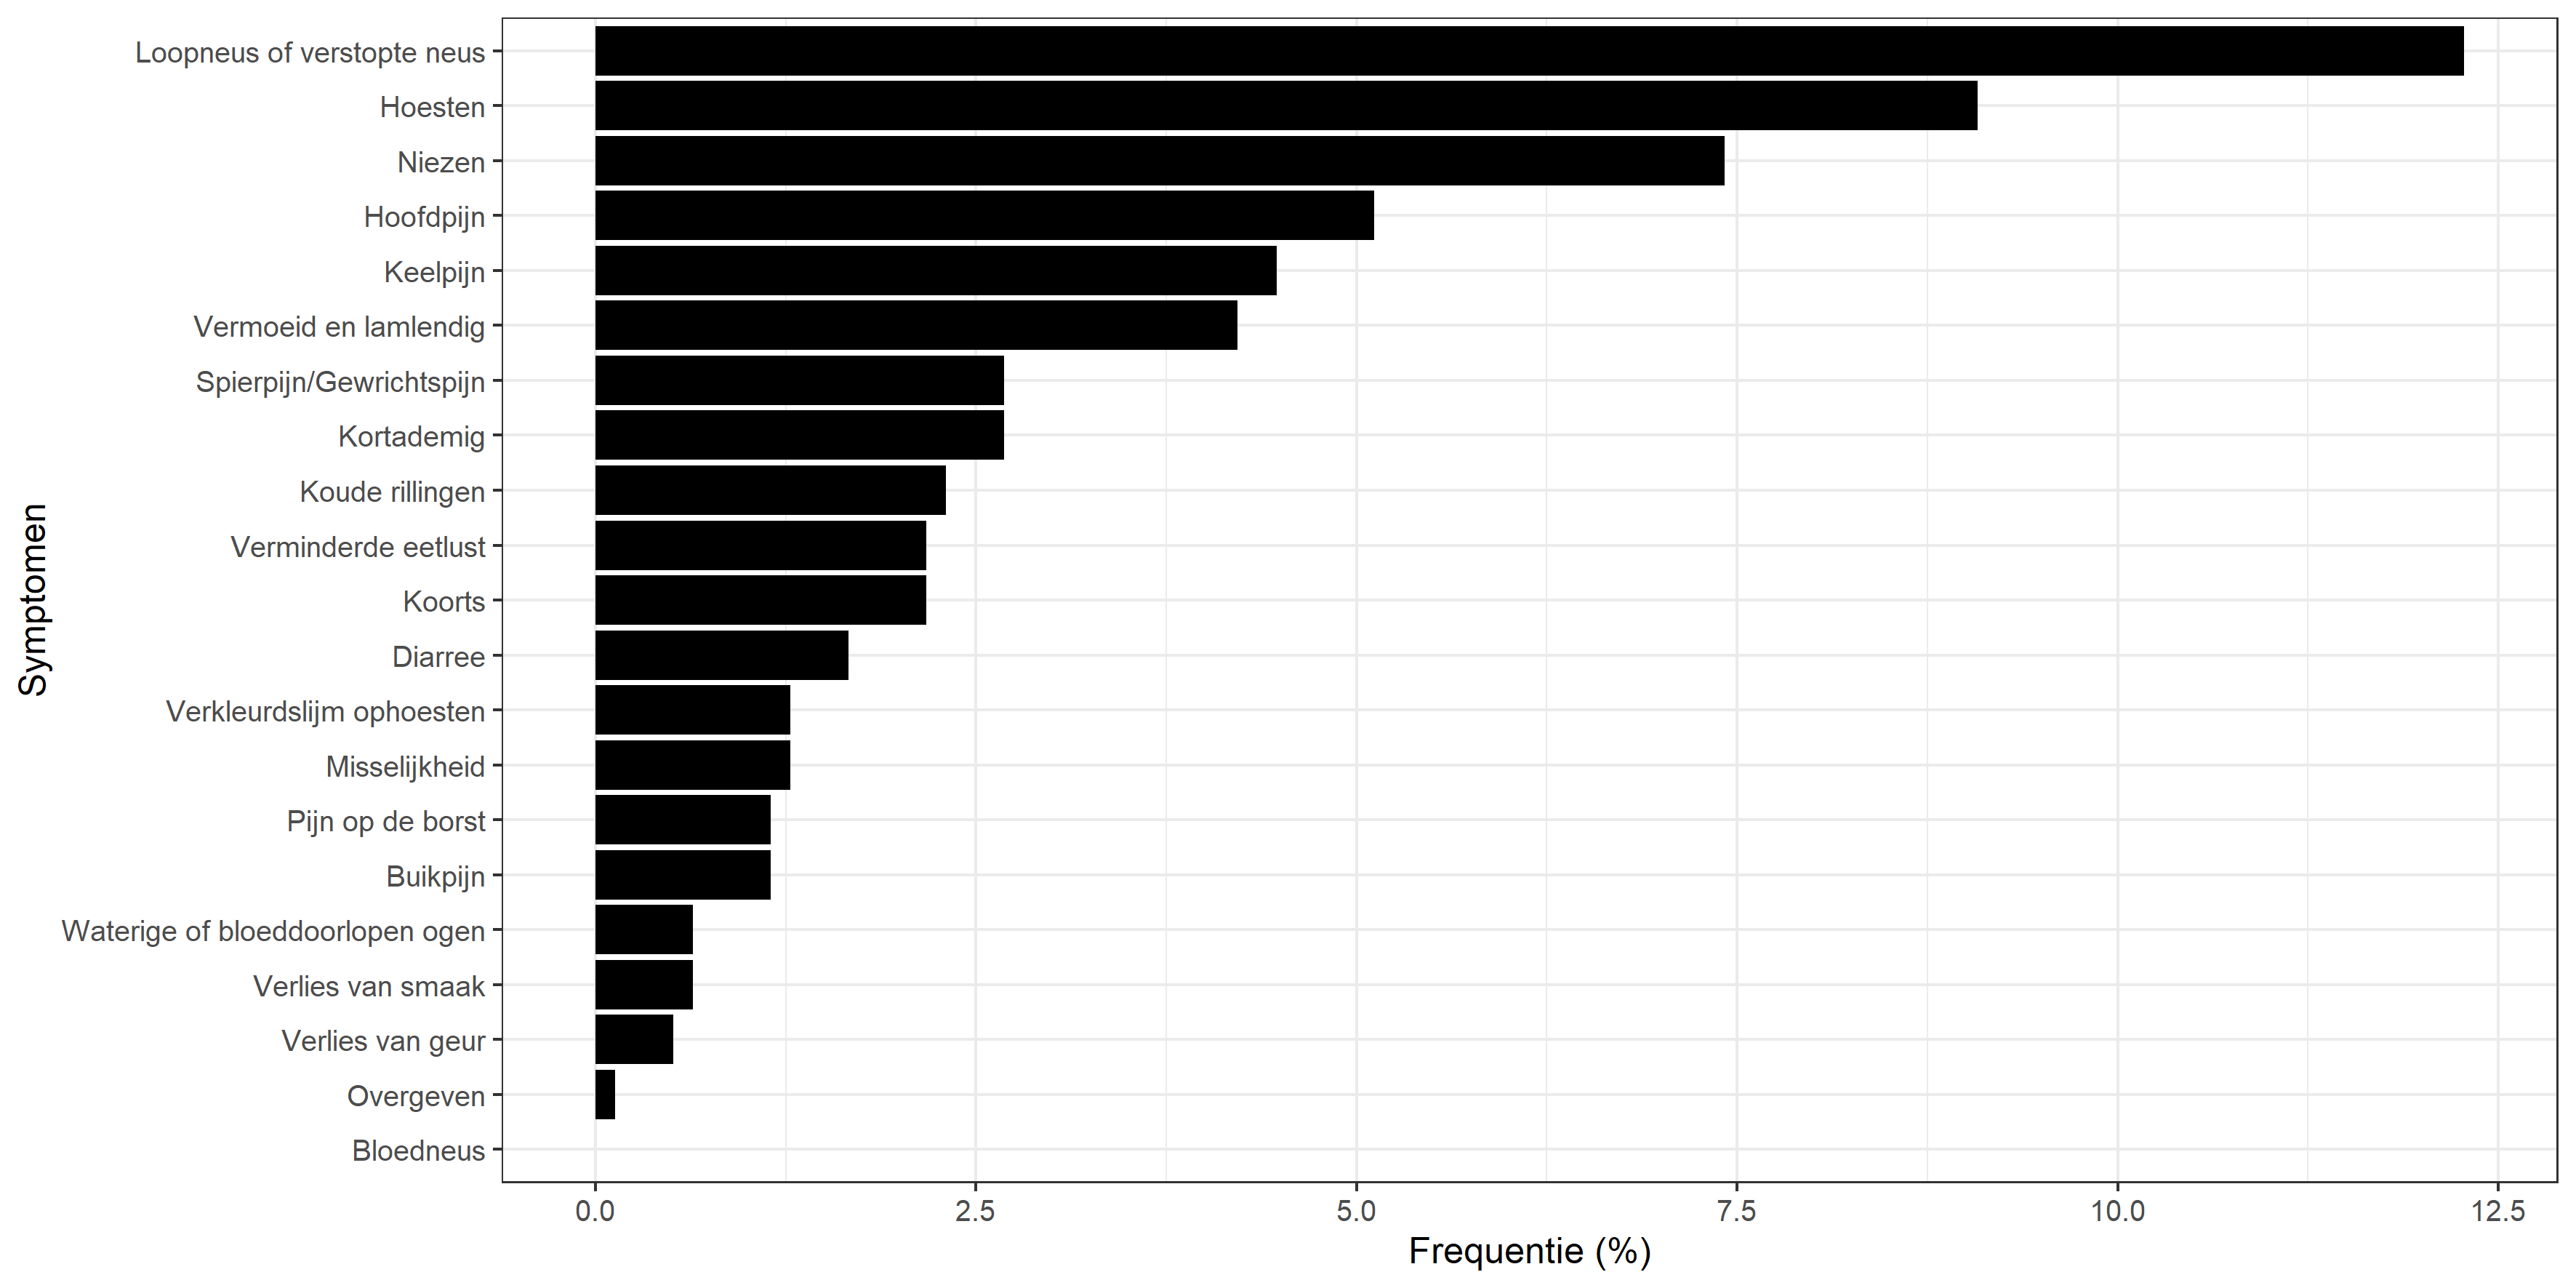 Loopneus of verstopte neus
Hoesten
Niezen
Hoofdpijn
Keelpijn
Vermoeid en lamlendig
Spierpijn/Gewrichtspijn
Kortademig
Koude rillingen
Verminderde eetlust
Koorts
Diarree
Verkleurdslijm ophoesten
Misselijkheid
Pijn op de borst
Buikpijn
Waterige of bloeddoorlopen ogen
Verlies van smaak
Verlies van geur
Overgeven
Bloedneus
Symptomen
0.0 2.5 5.0 7.5 10.0 12.5
Frequentie (%)